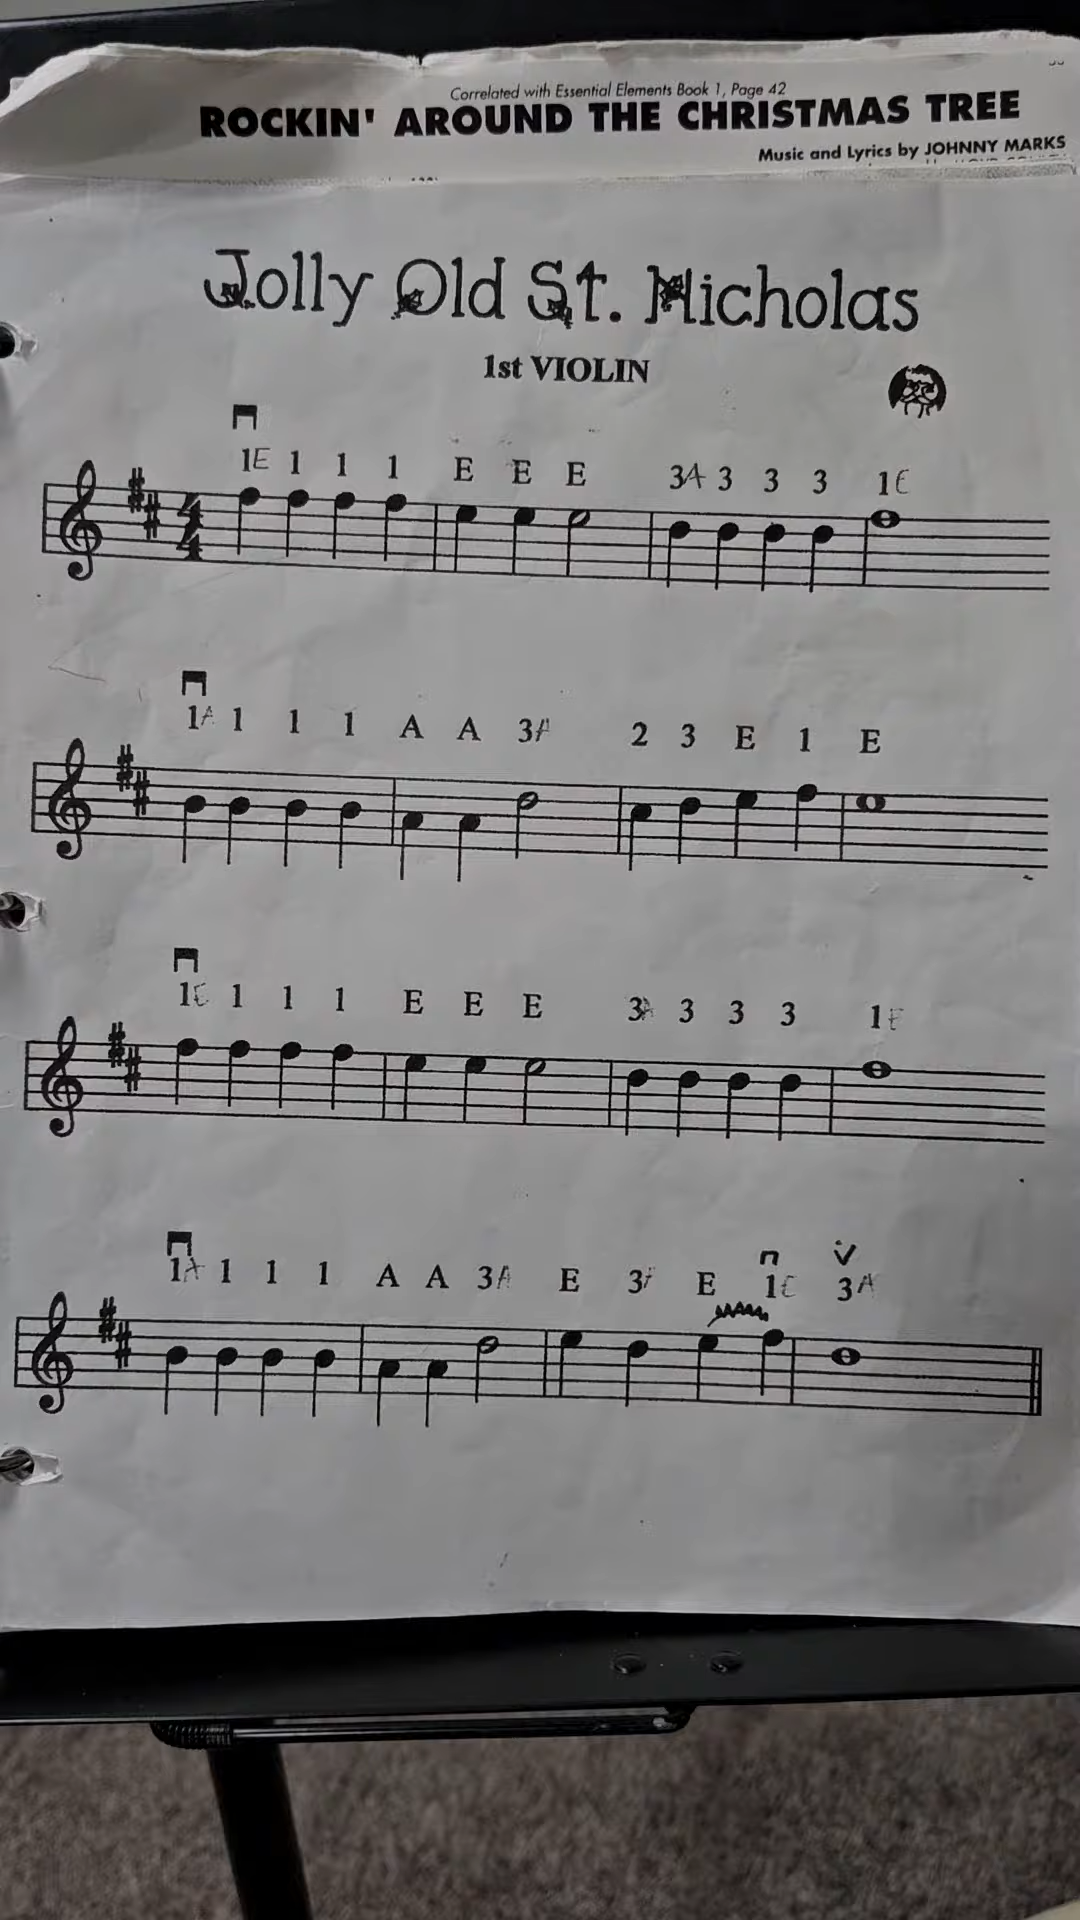 Correlated with Essential Elements Book 1, Page 42
ROCKIN' AROUND THE CHRISTMAS TREE
Music and Lyrics by JOHNNY MARKS
Jolly Old St. Nicholas
1st VIOLIN
1E 1 1 1 E E E 3A 3 3 3 1E
4
4
1A 1 1 1 A A 3A 2 3 E 1 E
1E 1 1 1 E E E 3A 3 3 3 1E
1A 1 1 1 A A 3A E 3A E 1E 3A